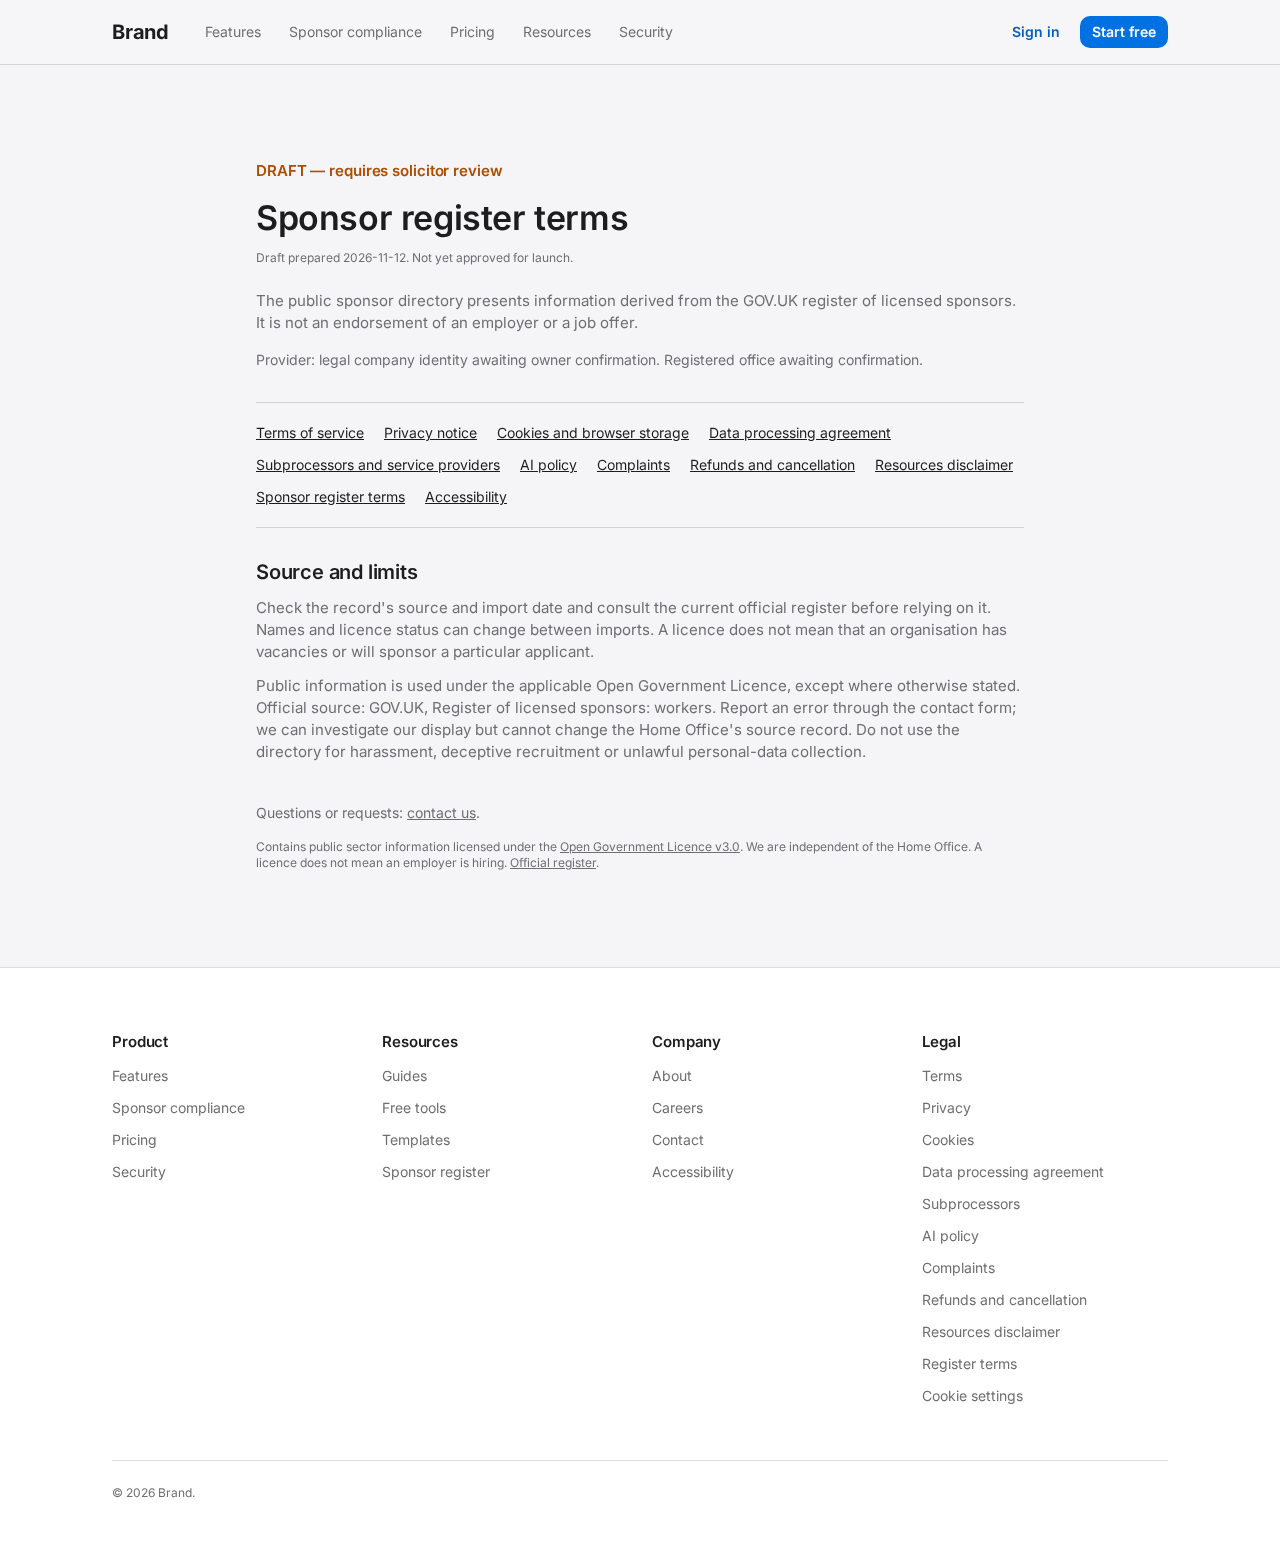 Brand
Features
Sponsor compliance
Pricing
Resources
Security
Sign in
Start free
DRAFT — requires solicitor review
Sponsor register terms
Draft prepared 2026-11-12. Not yet approved for launch.
The public sponsor directory presents information derived from the GOV.UK register of licensed sponsors.
It is not an endorsement of an employer or a job offer.
Provider: legal company identity awaiting owner confirmation. Registered office awaiting confirmation.
Terms of service Privacy notice Cookies and browser storage Data processing agreement
Subprocessors and service providers AI policy Complaints Refunds and cancellation Resources disclaimer
Sponsor register terms Accessibility
Source and limits
Check the record's source and import date and consult the current official register before relying on it.
Names and licence status can change between imports. A licence does not mean that an organisation has
vacancies or will sponsor a particular applicant.
Public information is used under the applicable Open Government Licence, except where otherwise stated.
Official source: GOV.UK, Register of licensed sponsors: workers. Report an error through the contact form;
we can investigate our display but cannot change the Home Office's source record. Do not use the
directory for harassment, deceptive recruitment or unlawful personal-data collection.
Questions or requests: contact us.
Contains public sector information licensed under the Open Government Licence v3.0. We are independent of the Home Office. A
licence does not mean an employer is hiring. Official register.
Product
Features
Sponsor compliance
Pricing
Security
Resources
Guides
Free tools
Templates
Sponsor register
Company
About
Careers
Contact
Accessibility
Legal
Terms
Privacy
Cookies
Data processing agreement
Subprocessors
AI policy
Complaints
Refunds and cancellation
Resources disclaimer
Register terms
Cookie settings
© 2026 Brand.